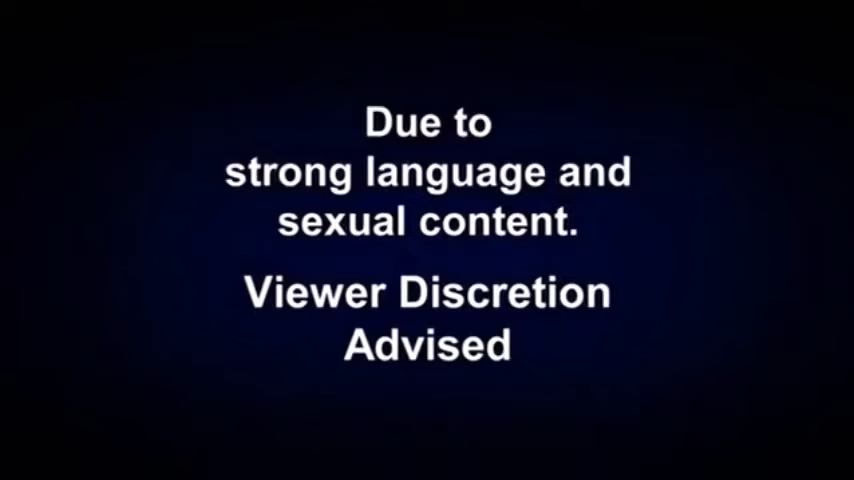 Due to
strong language and
sexual content.
Viewer Discretion
Advised